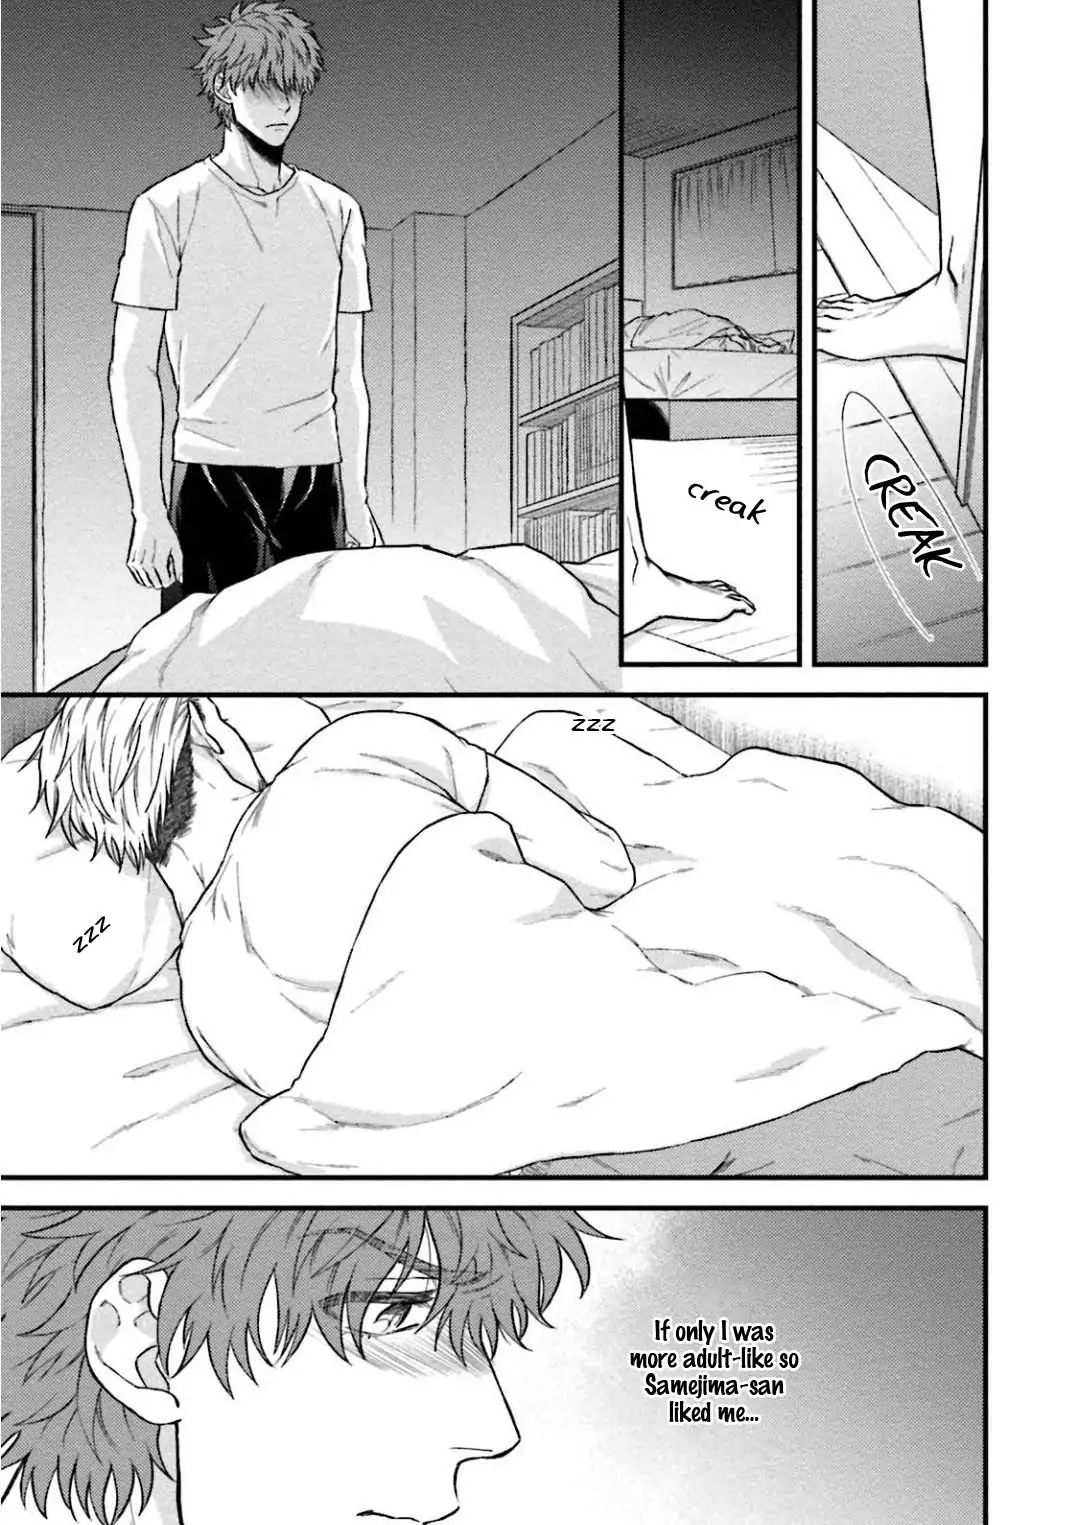 CREAK
creak
zzz
zzz
If only I was
more adult-like so
Samejima-san
liked me...